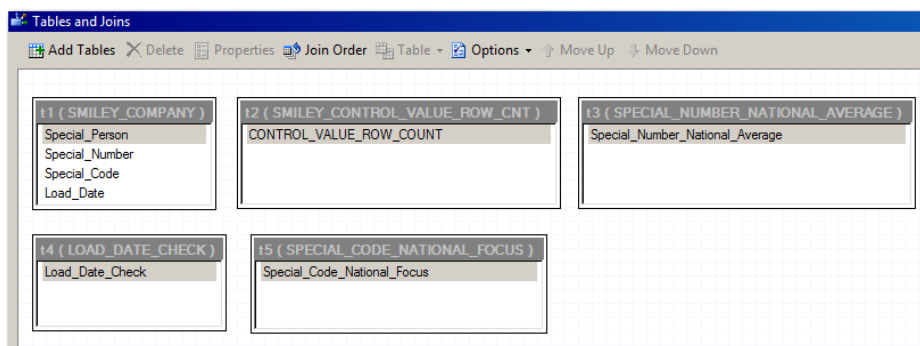 Tables and Joins
Add Tables Delete Properties Join Order Table Options Move Up Move Down
t1 ( SMILEY_COMPANY )
Special_Person
Special_Number
Special_Code
Load_Date
t2 ( SMILEY_CONTROL_VALUE_ROW_CNT )
CONTROL_VALUE_ROW_COUNT
t3 ( SPECIAL_NUMBER_NATIONAL_AVERAGE )
Special_Number_National_Average
t4 ( LOAD_DATE_CHECK )
Load_Date_Check
t5 ( SPECIAL_CODE_NATIONAL_FOCUS )
Special_Code_National_Focus